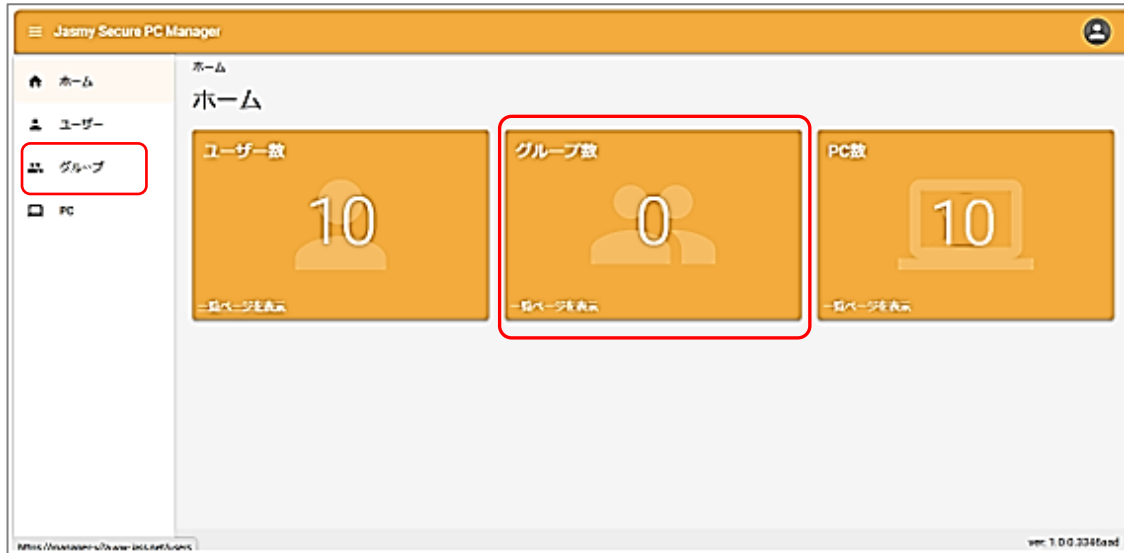 Jasmy Secure PC Manager
ホーム
ユーザー
グループ
PC
ホーム
ホーム
ユーザー数
10
一覧ページを表示
グループ数
0
一覧ページを表示
PC数
10
一覧ページを表示